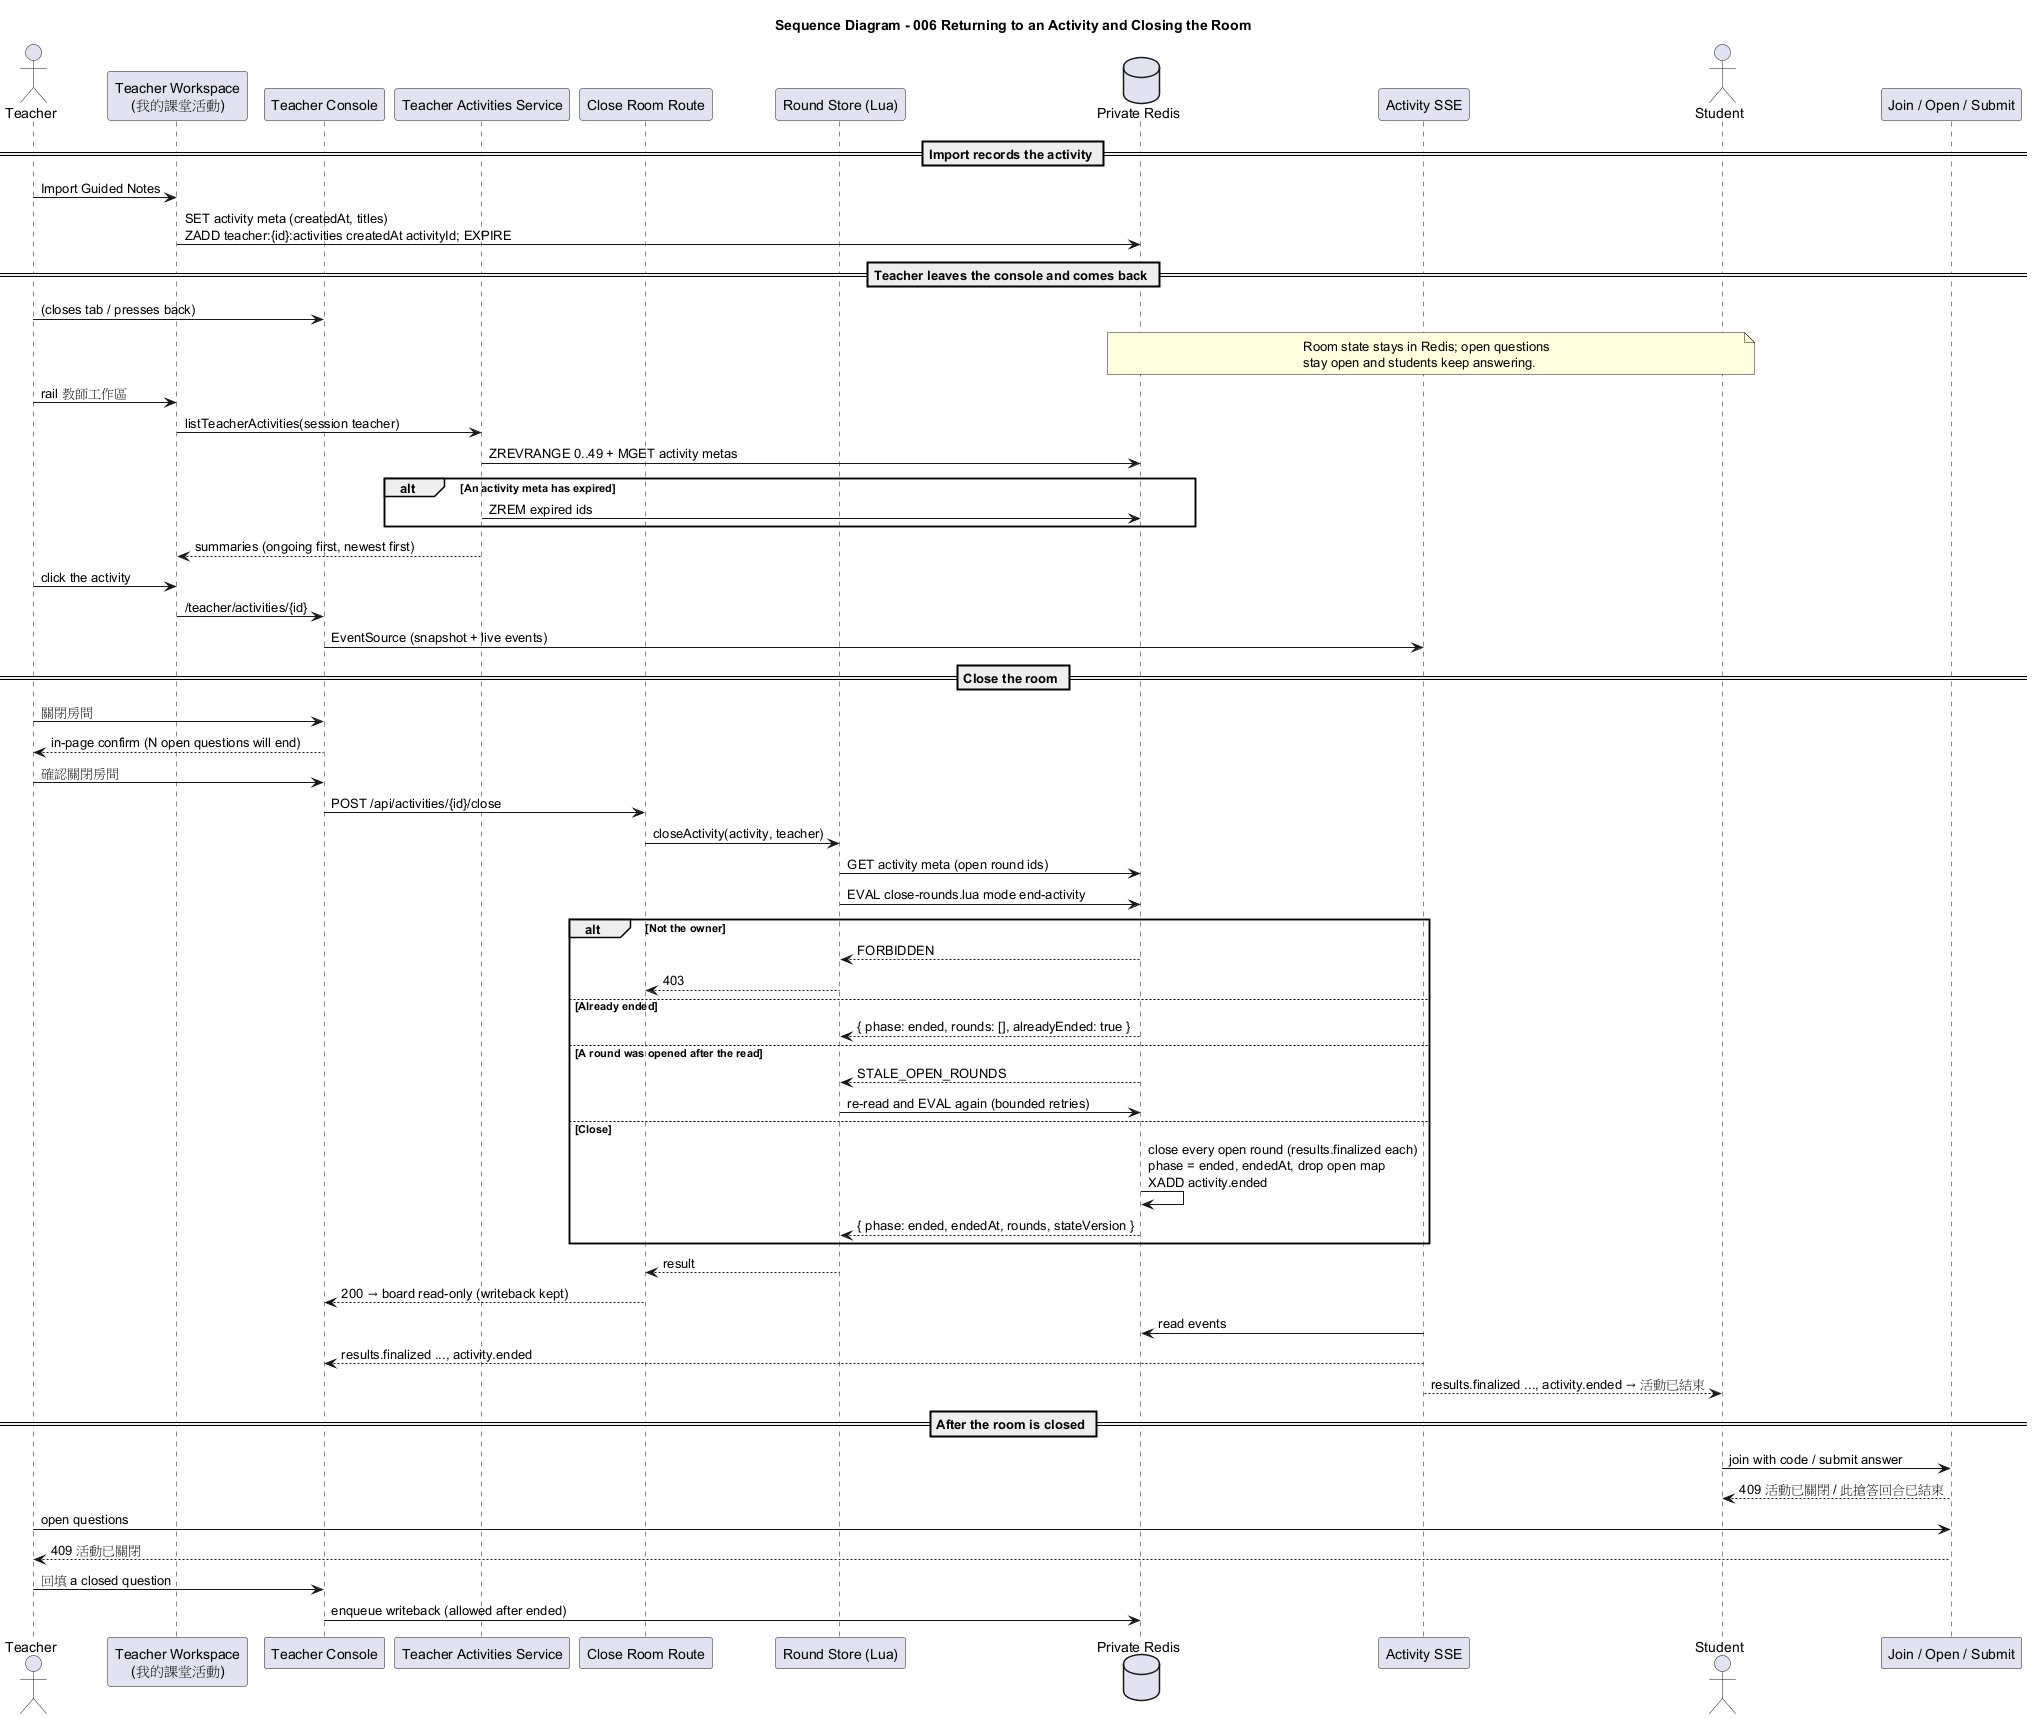 Sequence Diagram - 006 Returning to an Activity and Closing the Room
Teacher
Teacher Workspace
(我的課堂活動)
Teacher Console
Teacher Activities Service
Close Room Route
Round Store (Lua)
Private Redis
Activity SSE
Student
Join / Open / Submit
Import records the activity
Import Guided Notes
SET activity meta (createdAt, titles)
ZADD teacher:{id}:activities createdAt activityId; EXPIRE
Teacher leaves the console and comes back
(closes tab / presses back)
Room state stays in Redis; open questions
stay open and students keep answering.
rail 教師工作區
listTeacherActivities(session teacher)
ZREVRANGE 0..49 + MGET activity metas
alt [An activity meta has expired]
ZREM expired ids
summaries (ongoing first, newest first)
click the activity
/teacher/activities/{id}
EventSource (snapshot + live events)
Close the room
關閉房間
in-page confirm (N open questions will end)
確認關閉房間
POST /api/activities/{id}/close
closeActivity(activity, teacher)
GET activity meta (open round ids)
EVAL close-rounds.lua mode end-activity
alt [Not the owner]
FORBIDDEN
403
[Already ended]
{ phase: ended, rounds: [], alreadyEnded: true }
[A round was opened after the read]
STALE_OPEN_ROUNDS
re-read and EVAL again (bounded retries)
[Close]
close every open round (results.finalized each)
phase = ended, endedAt, drop open map
XADD activity.ended
{ phase: ended, endedAt, rounds, stateVersion }
result
200 → board read-only (writeback kept)
read events
results.finalized ..., activity.ended
results.finalized ..., activity.ended → 活動已結束
After the room is closed
join with code / submit answer
409 活動已關閉 / 此搶答回合已結束
open questions
409 活動已關閉
回填 a closed question
enqueue writeback (allowed after ended)
Teacher
Teacher Workspace
(我的課堂活動)
Teacher Console
Teacher Activities Service
Close Room Route
Round Store (Lua)
Private Redis
Activity SSE
Student
Join / Open / Submit